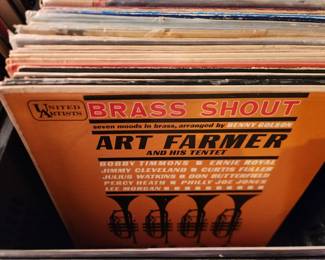 UNITED
ARTISTS
BRASS SHOUT
seven moods in brass, arranged by BENNY GOLSON
ART FARMER
AND HIS TENTET
BOBBY TIMMONS ★ ERNIE ROYAL
JIMMY CLEVELAND ★ CURTIS FULLER
JULIUS WATKINS ★ DON BUTTERFIELD
PERCY HEATH ★ PHILLY JOE JONES
LEE MORGAN